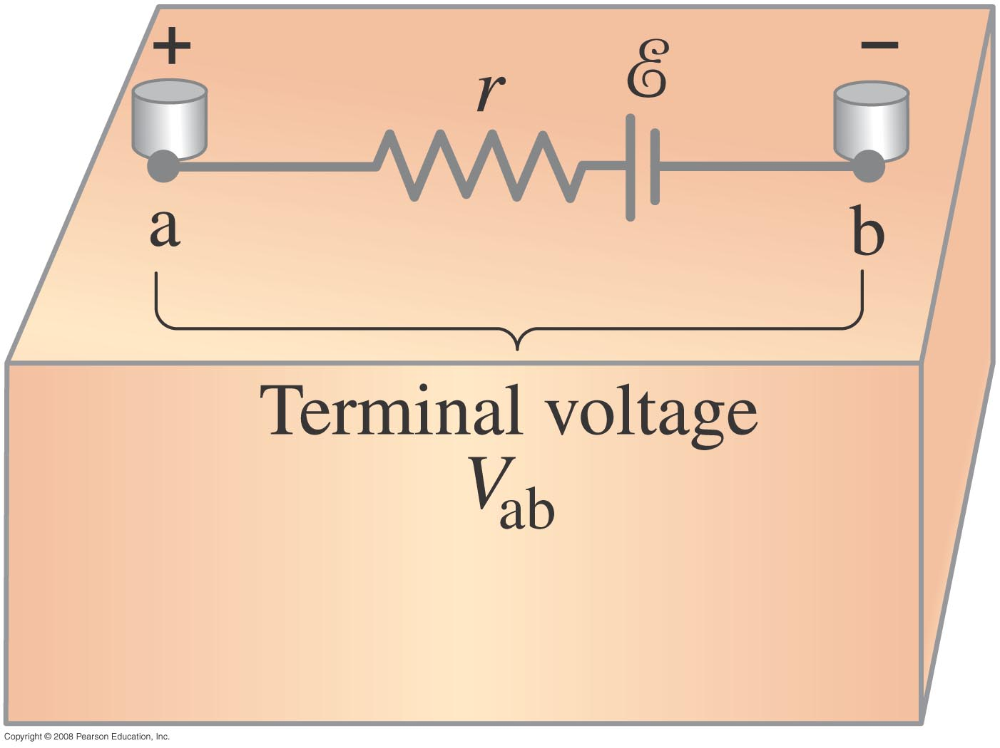 + −
r ℰ
a b
Terminal voltage
Vab
Copyright © 2008 Pearson Education, Inc.